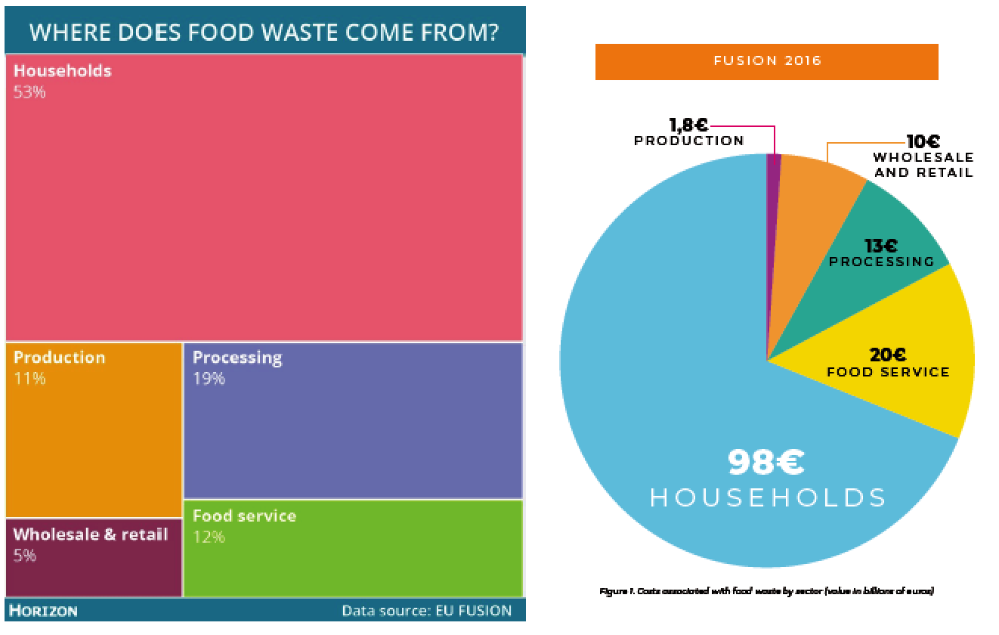 WHERE DOES FOOD WASTE COME FROM?
Households
53%
Production
11%
Processing
19%
Wholesale & retail
5%
Food service
12%
HORIZON
Data source: EU FUSION
FUSION 2016
1,8€
PRODUCTION
10€
WHOLESALE
AND RETAIL
13€
PROCESSING
20€
FOOD SERVICE
98€
HOUSEHOLDS
Figure 1. Costs associated with food waste by sector (value in billions of euros)